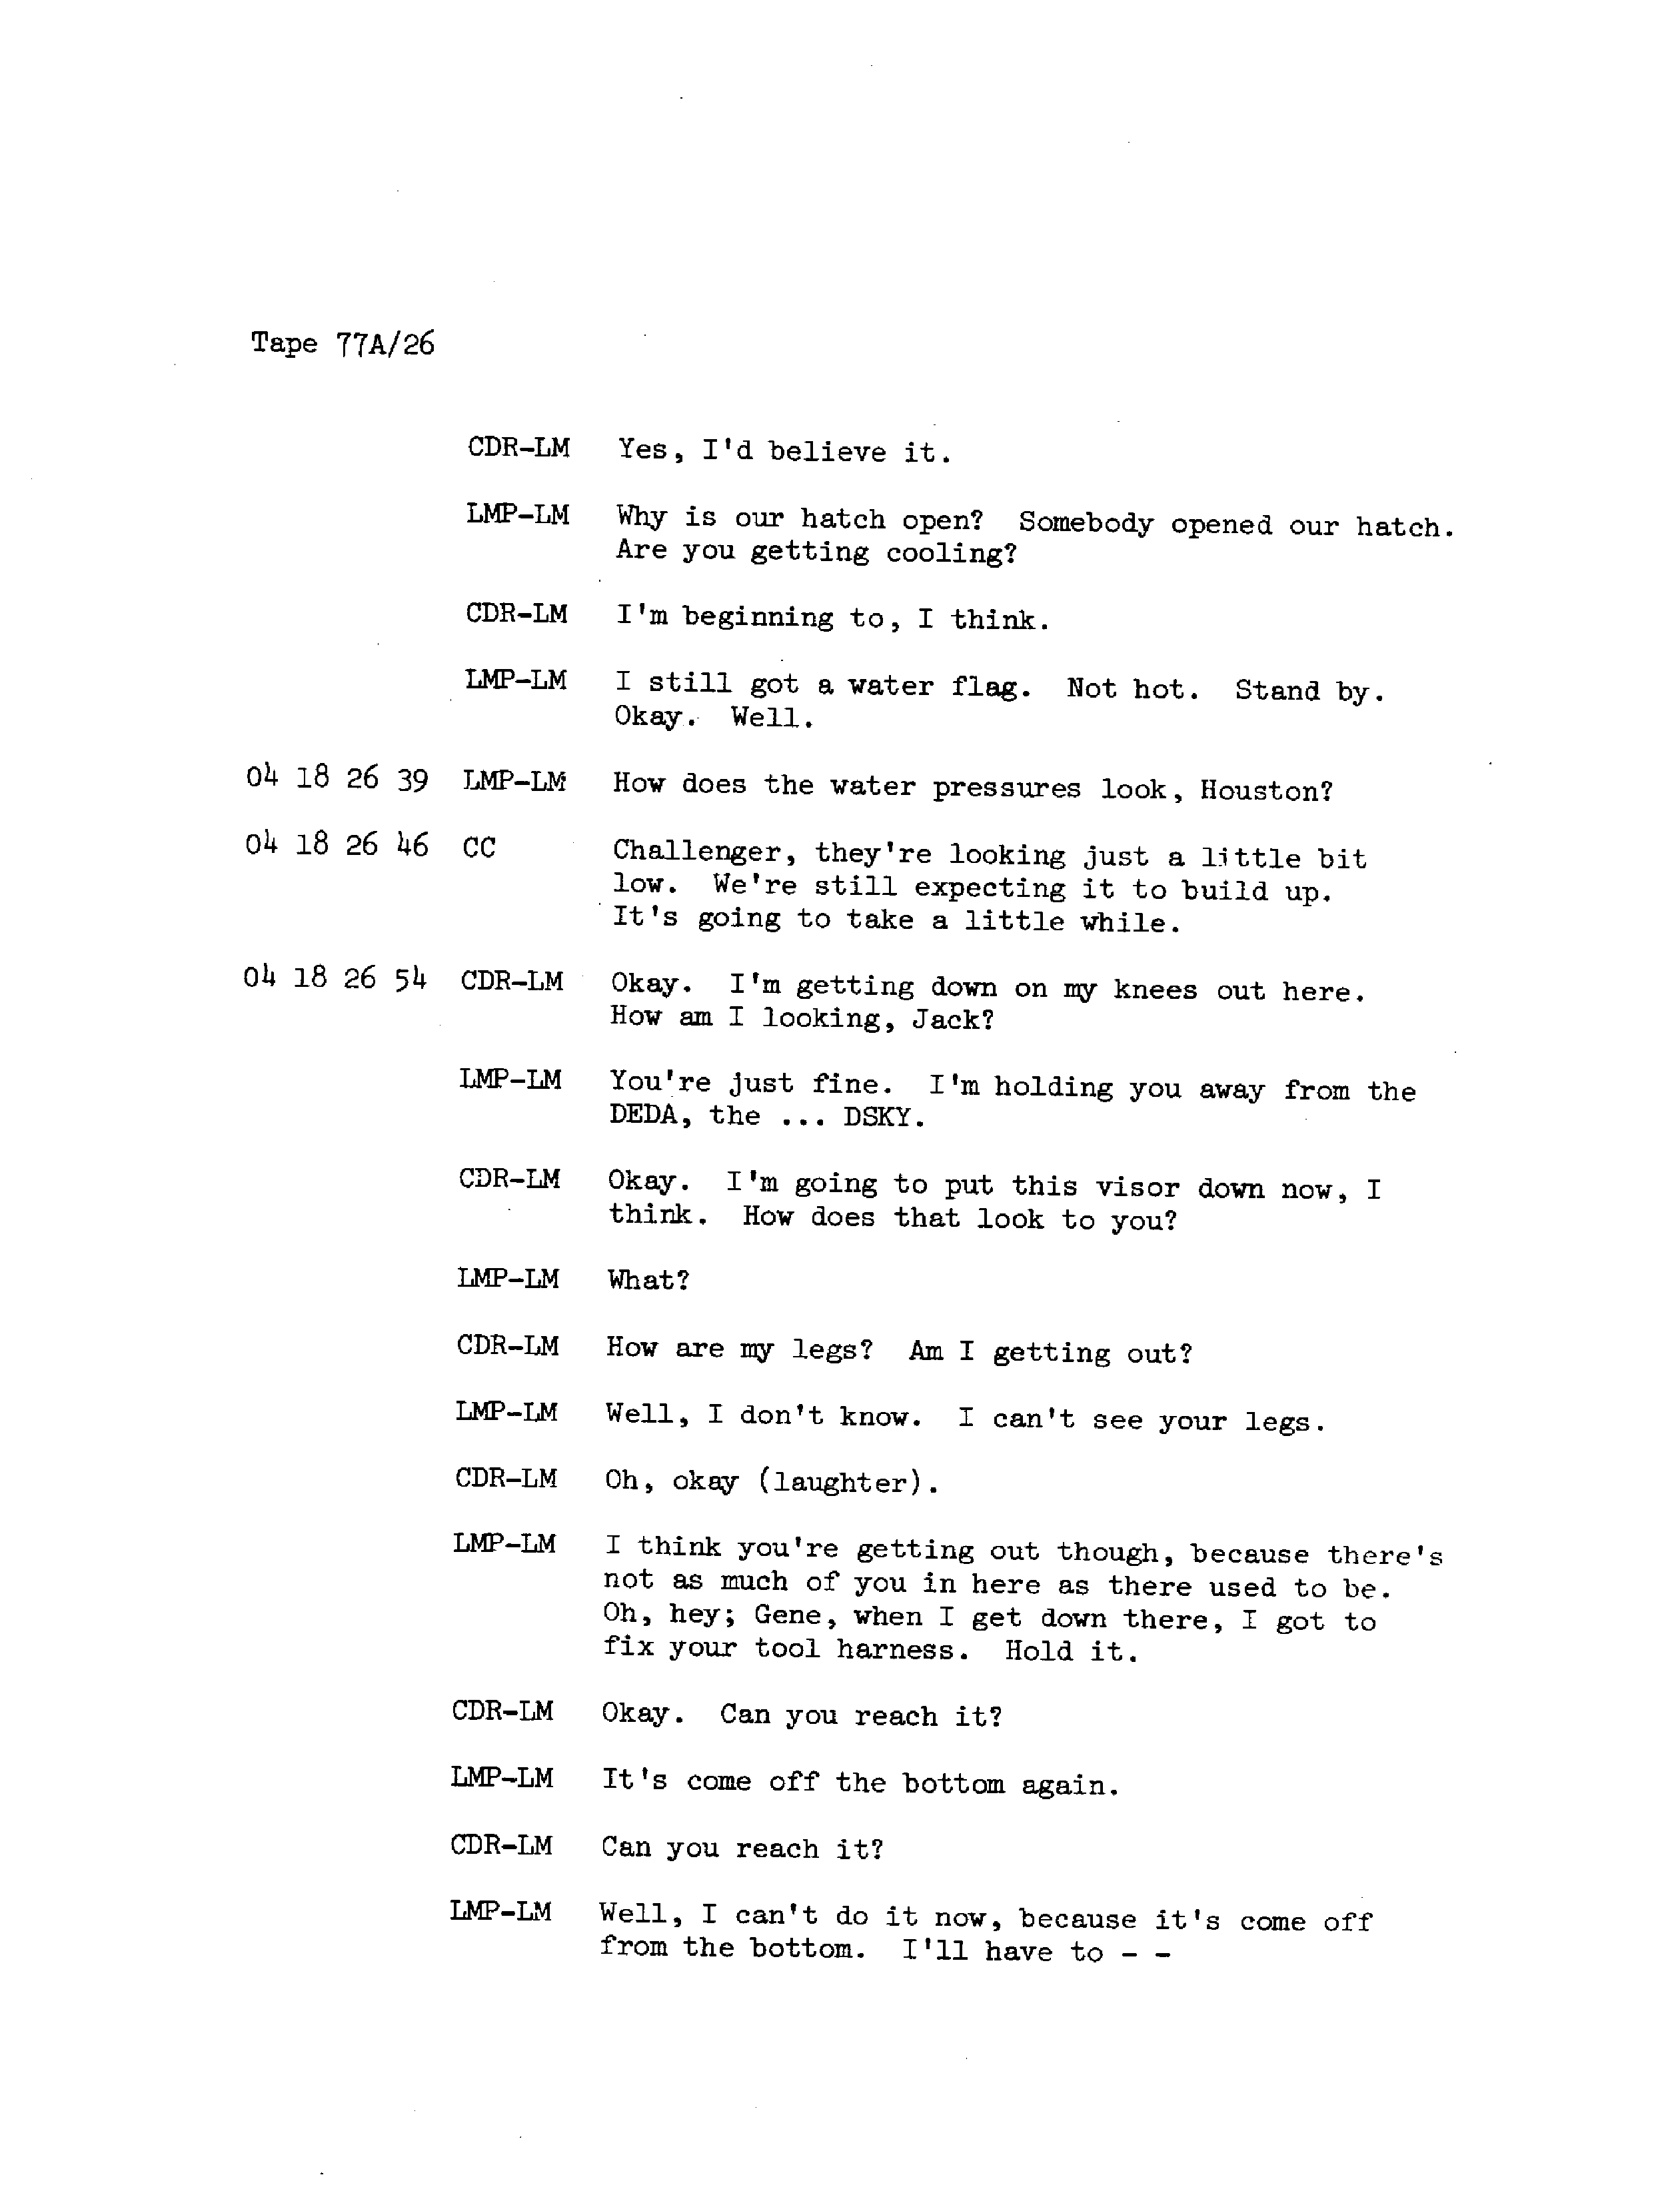 Tape 77A/26
CDR-LM Yes, I'd believe it.
LMP-LM Why is our hatch open? Somebody opened our hatch.
Are you getting cooling?
CDR-LM I'm beginning to, I think.
LMP-LM I still got a water flag. Not hot. Stand by.
Okay. Well.
04 18 26 39 LMP-LM How does the water pressures look, Houston?
04 18 26 46 CC Challenger, they're looking just a little bit
low. We're still expecting it to build up.
It's going to take a little while.
04 18 26 54 CDR-LM Okay. I'm getting down on my knees out here.
How am I looking, Jack?
LMP-LM You're just fine. I'm holding you away from the
DEDA, the ... DSKY.
CDR-LM Okay. I'm going to put this visor down now, I
think. How does that look to you?
LMP-LM What?
CDR-LM How are my legs? Am I getting out?
LMP-LM Well, I don't know. I can't see your legs.
CDR-LM Oh, okay (laughter).
LMP-LM I think you're getting out though, because there's
not as much of you in here as there used to be.
Oh, hey; Gene, when I get down there, I got to
fix your tool harness. Hold it.
CDR-LM Okay. Can you reach it?
LMP-LM It's come off the bottom again.
CDR-LM Can you reach it?
LMP-LM Well, I can't do it now, because it's come off
from the bottom. I'll have to - -